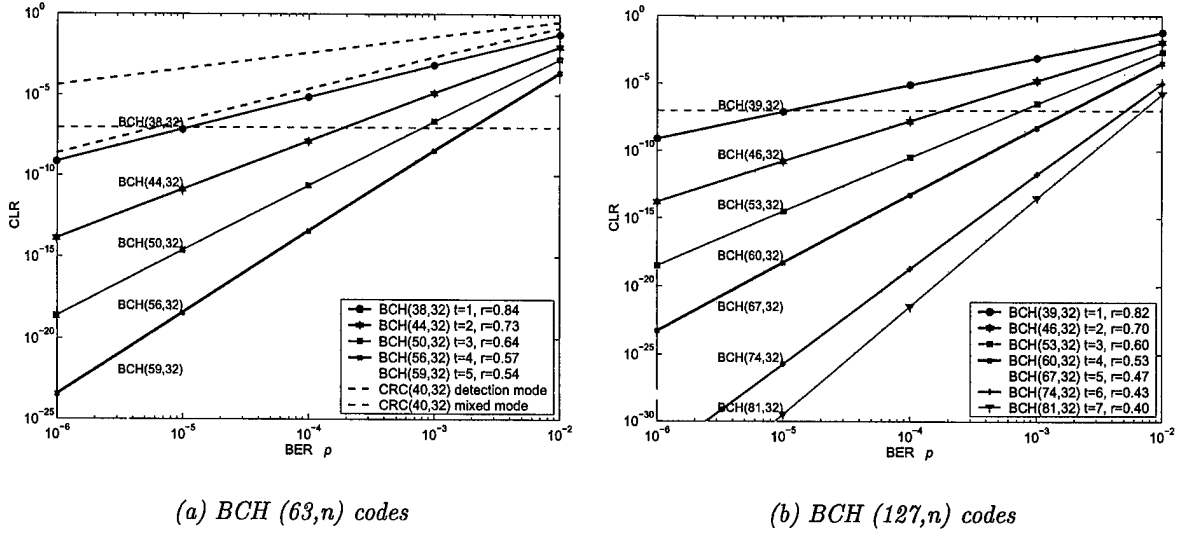 10^0
10^-5
10^-10
10^-15
10^-20
10^-25
CLR
BCH(38,32)
BCH(44,32)
BCH(50,32)
BCH(56,32)
BCH(59,32)
BCH(38,32) t=1, r=0.84
BCH(44,32) t=2, r=0.73
BCH(50,32) t=3, r=0.64
BCH(56,32) t=4, r=0.57
BCH(59,32) t=5, r=0.54
CRC(40,32) detection mode
CRC(40,32) mixed mode
10^-6 10^-5 10^-4 10^-3 10^-2
BER p
(a) BCH (63,n) codes
10^0
10^-5
10^-10
10^-15
10^-20
10^-25
10^-30
CLR
BCH(39,32)
BCH(46,32)
BCH(53,32)
BCH(60,32)
BCH(67,32)
BCH(74,32)
BCH(81,32)
BCH(39,32) t=1, r=0.82
BCH(46,32) t=2, r=0.70
BCH(53,32) t=3, r=0.60
BCH(60,32) t=4, r=0.53
BCH(67,32) t=5, r=0.47
BCH(74,32) t=6, r=0.43
BCH(81,32) t=7, r=0.40
10^-6 10^-5 10^-4 10^-3 10^-2
BER p
(b) BCH (127,n) codes